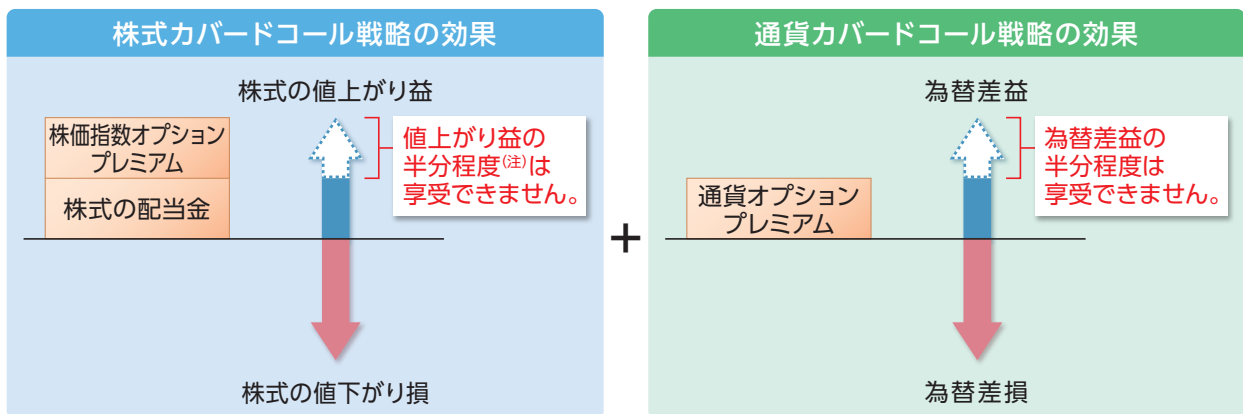 株式カバードコール戦略の効果
株式の値上がり益
株価指数オプション
プレミアム
株式の配当金
値上がり益の
半分程度(注)は
享受できません。
株式の値下がり損
+
通貨カバードコール戦略の効果
為替差益
通貨オプション
プレミアム
為替差益の
半分程度は
享受できません。
為替差損